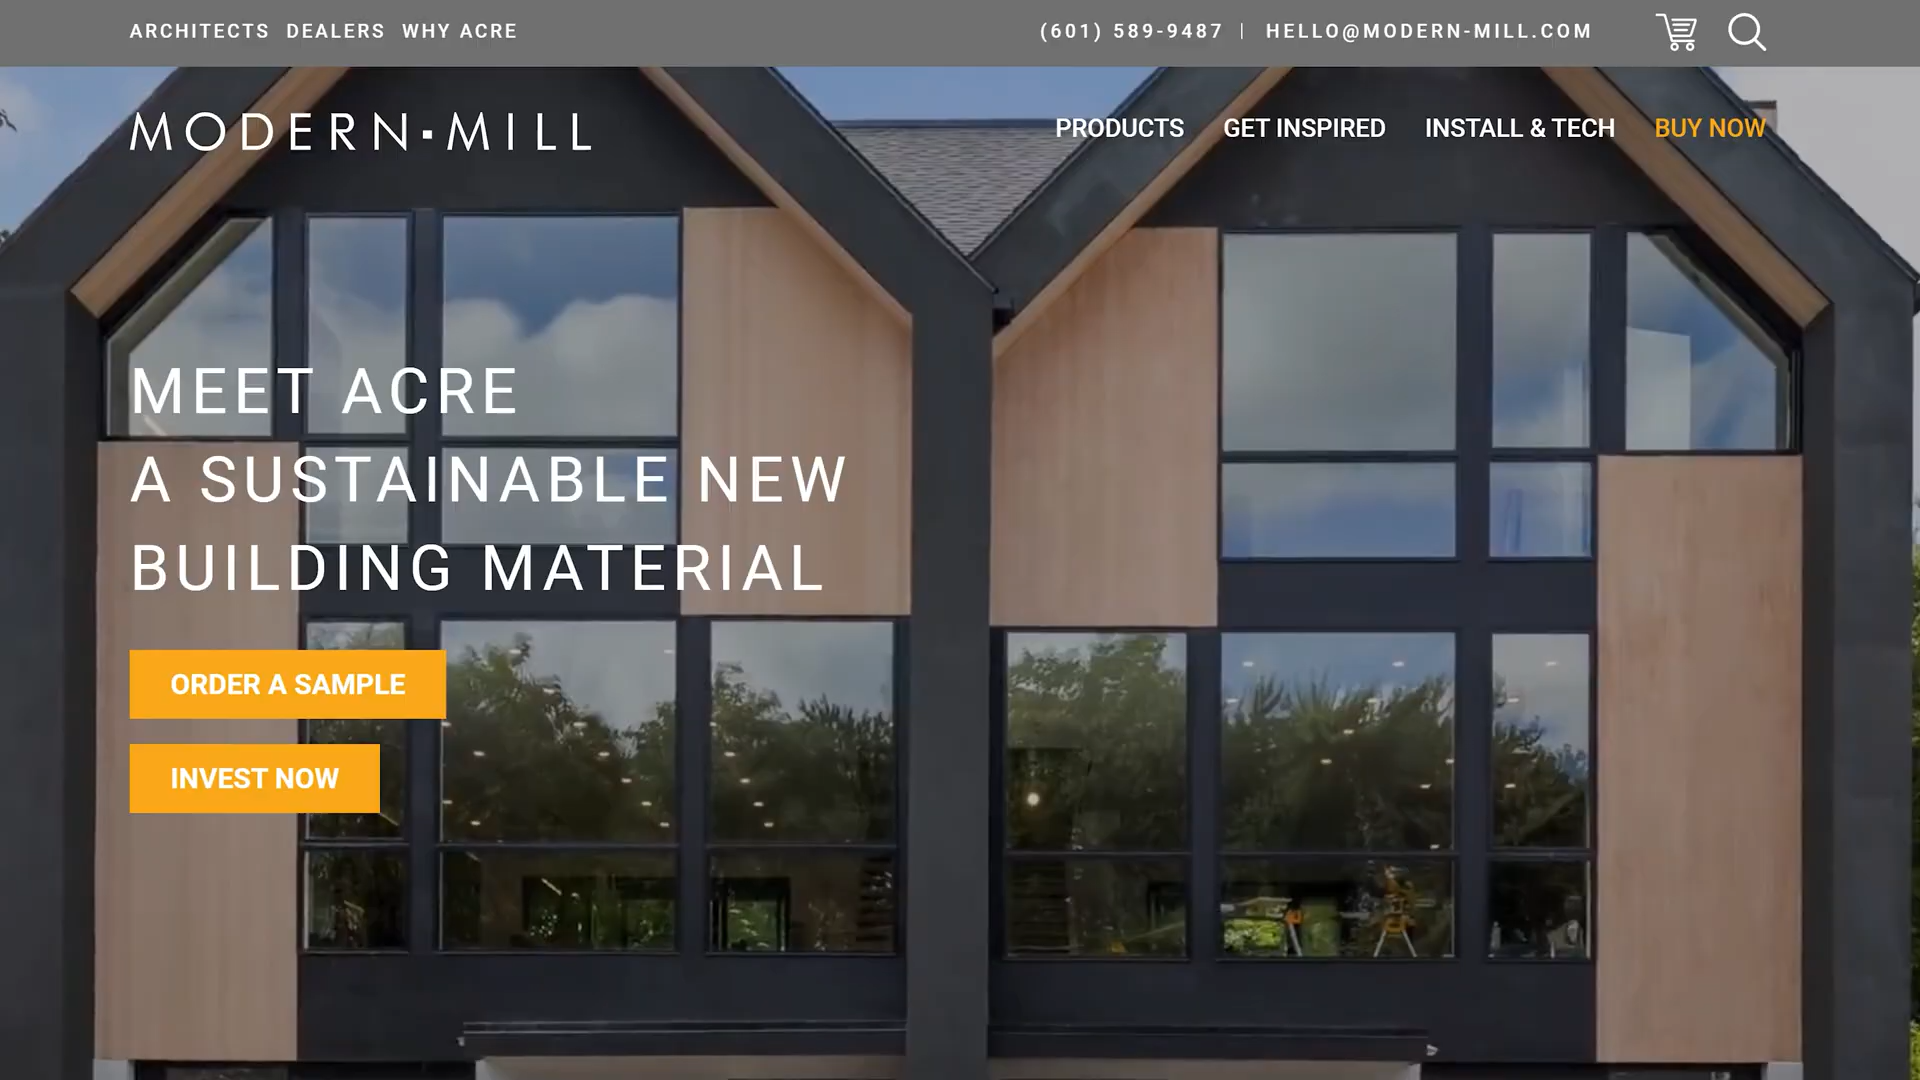 ARCHITECTS DEALERS WHY ACRE
(601) 589-9487 | HELLO@MODERN-MILL.COM
MODERN▪MILL
PRODUCTS GET INSPIRED INSTALL & TECH BUY NOW
MEET ACRE
A SUSTAINABLE NEW
BUILDING MATERIAL
ORDER A SAMPLE
INVEST NOW